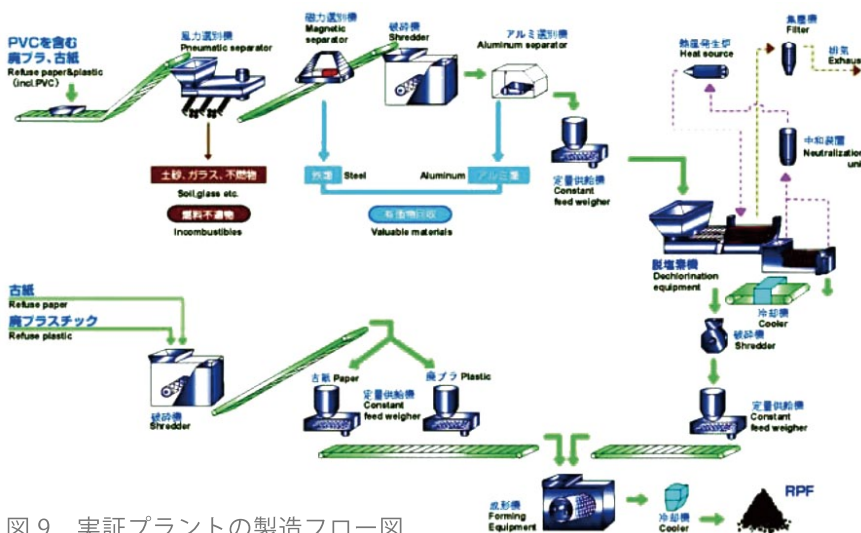 PVCを含む
廃プラ、古紙
Refuse paper&plastic
(incl.PVC)
風力選別機
Pneumatic separator
磁力選別機
Magnetic
separator
破砕機
Shredder
アルミ選別機
Aluminum separator
熱風発生炉
Heat source
集塵機
Filter
排気
Exhaus
中和装置
Neutralization
unit
土砂、ガラス、不燃物
Soil,glass etc.
燃料不適物
Incombustibles
鉄類
Steel
Aluminum
アルミ類
有価物回収
Valuable materials
定量供給機
Constant
feed weigher
脱塩素機
Dechlorination
equipment
冷却機
Cooler
破砕機
Shredder
古紙
Refuse paper
廃プラスチック
Refuse plastic
破砕機
Shredder
古紙 Paper
廃プラ Plastic
定量供給機
Constant
feed weigher
定量供給機
Constant
feed weigher
成形機
Forming
Equipment
冷却機
Cooler
RPF
図 9 実証プラントの製造フロー図